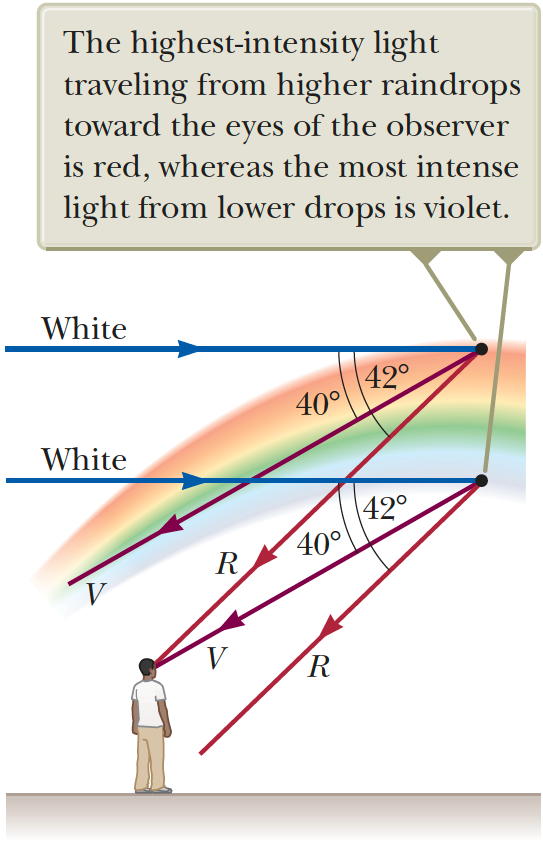 The highest-intensity light
traveling from higher raindrops
toward the eyes of the observer
is red, whereas the most intense
light from lower drops is violet.
White
42°
40°
White
42°
40°
R
V
V
R